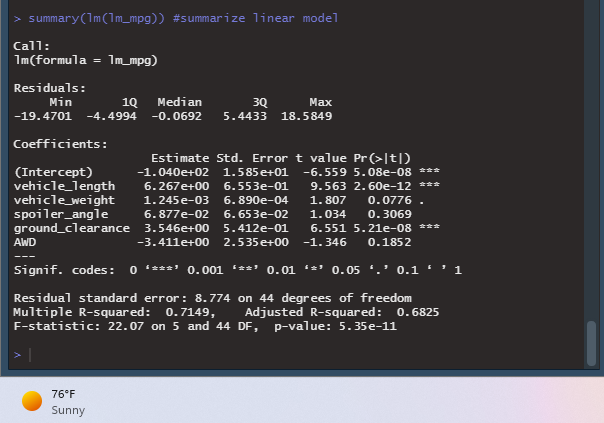 > summary(lm(lm_mpg)) #summarize linear model
Call:
lm(formula = lm_mpg)
Residuals:
Min 1Q Median 3Q Max
-19.4701 -4.4994 -0.0692 5.4433 18.5849
Coefficients:
Estimate Std. Error t value Pr(>|t|)
(Intercept) -1.040e+02 1.585e+01 -6.559 5.08e-08 ***
vehicle_length 6.267e+00 6.553e-01 9.563 2.60e-12 ***
vehicle_weight 1.245e-03 6.890e-04 1.807 0.0776 .
spoiler_angle 6.877e-02 6.653e-02 1.034 0.3069
ground_clearance 3.546e+00 5.412e-01 6.551 5.21e-08 ***
AWD -3.411e+00 2.535e+00 -1.346 0.1852
---
Signif. codes: 0 ‘***’ 0.001 ‘**’ 0.01 ‘*’ 0.05 ‘.’ 0.1 ‘ ’ 1
Residual standard error: 8.774 on 44 degrees of freedom
Multiple R-squared: 0.7149, Adjusted R-squared: 0.6825
F-statistic: 22.07 on 5 and 44 DF, p-value: 5.35e-11
>
76°F
Sunny